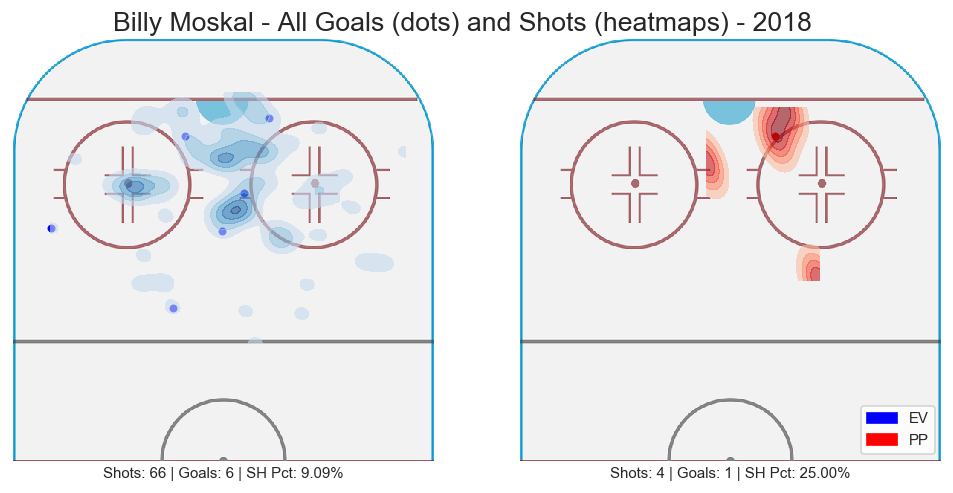 Billy Moskal - All Goals (dots) and Shots (heatmaps) - 2018
EV
PP
Shots: 66 | Goals: 6 | SH Pct: 9.09%
Shots: 4 | Goals: 1 | SH Pct: 25.00%